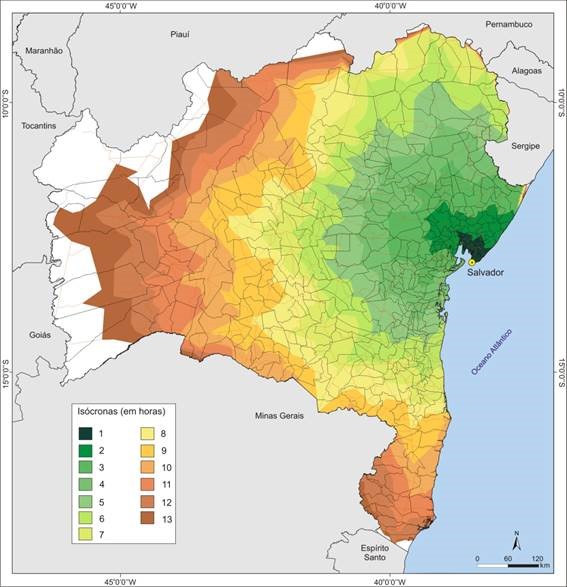 45°0'0"W
40°0'0"W
Piauí
Pernambuco
Maranhão
Alagoas
10°0'0"S
10°0'0"S
Tocantins
Sergipe
Salvador
Goiás
Oceano Atlântico
15°0'0"S
15°0'0"S
Isócronas (em horas)
1 8
2 9
3 10
4 11
5 12
6 13
7
Minas Gerais
Espírito
Santo
N
0 60 120
km
45°0'0"W
40°0'0"W